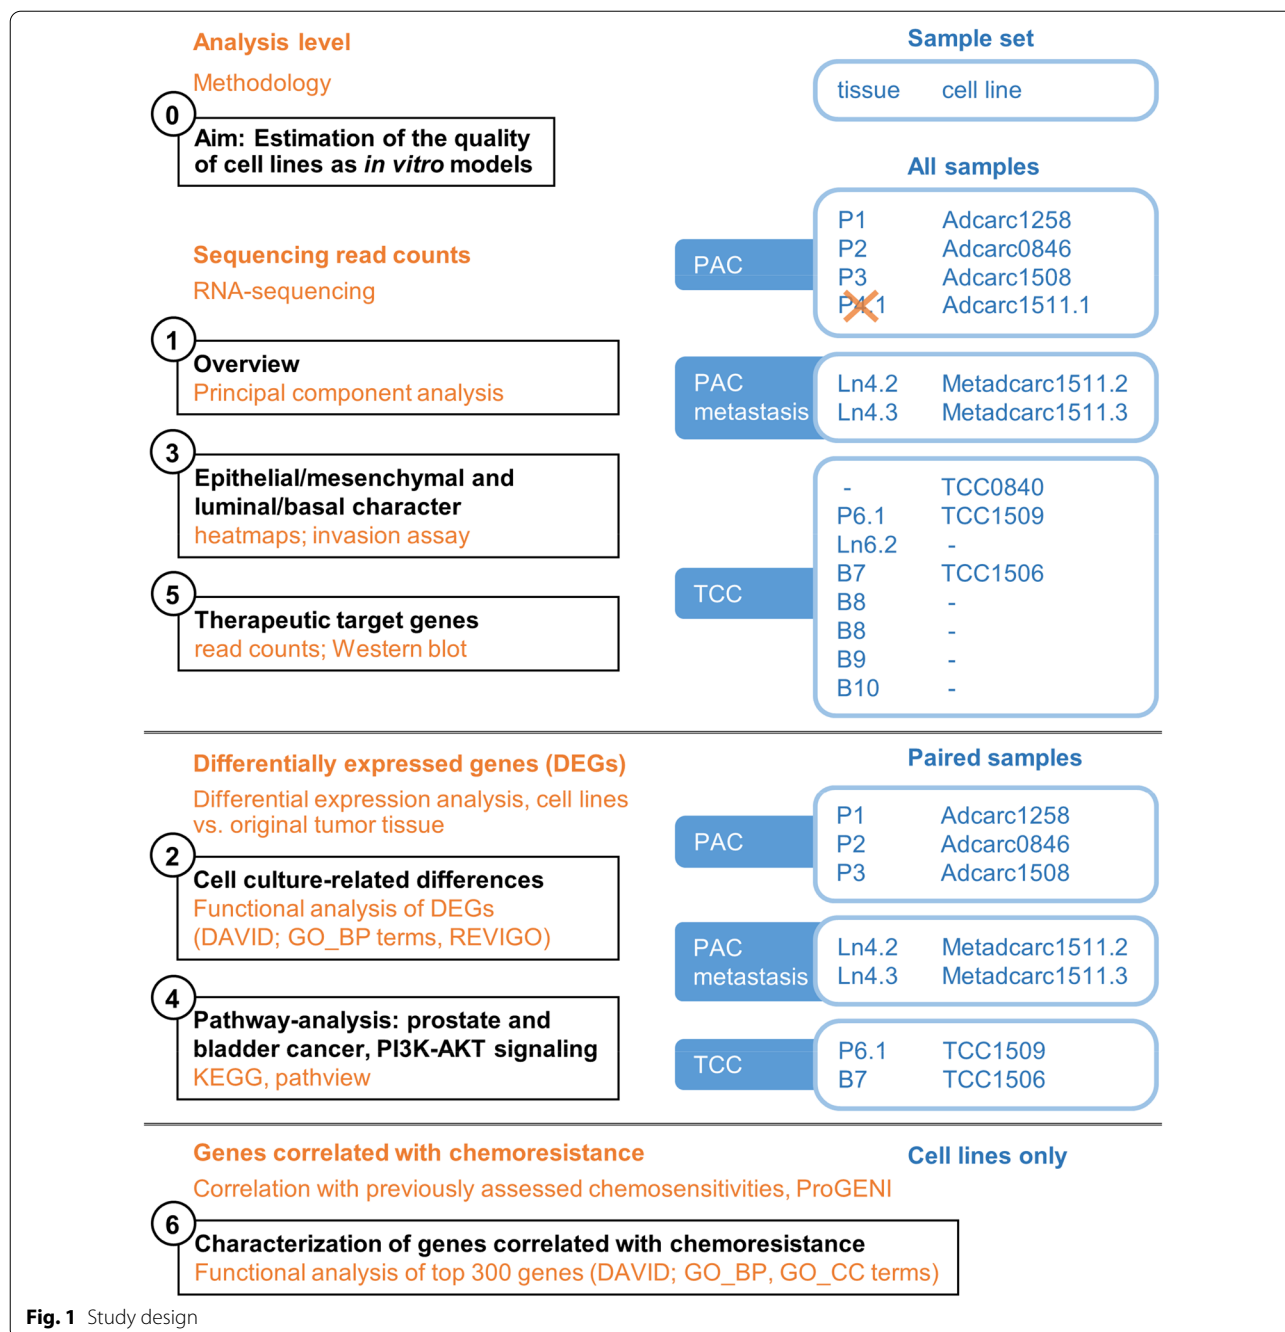 Analysis level
Methodology
0
Aim: Estimation of the quality
of cell lines as in vitro models
Sample set
tissue cell line
All samples
Sequencing read counts
RNA-sequencing
1
Overview
Principal component analysis
3
Epithelial/mesenchymal and
luminal/basal character
heatmaps; invasion assay
5
Therapeutic target genes
read counts; Western blot
PAC
P1 Adcarc1258
P2 Adcarc0846
P3 Adcarc1508
P4.1 Adcarc1511.1
PAC
metastasis
Ln4.2 Metadcarc1511.2
Ln4.3 Metadcarc1511.3
TCC
- TCC0840
P6.1 TCC1509
Ln6.2 -
B7 TCC1506
B8 -
B8 -
B9 -
B10 -
Differentially expressed genes (DEGs)
Differential expression analysis, cell lines
vs. original tumor tissue
2
Cell culture-related differences
Functional analysis of DEGs
(DAVID; GO_BP terms, REVIGO)
4
Pathway-analysis: prostate and
bladder cancer, PI3K-AKT signaling
KEGG, pathview
Paired samples
PAC
P1 Adcarc1258
P2 Adcarc0846
P3 Adcarc1508
PAC
metastasis
Ln4.2 Metadcarc1511.2
Ln4.3 Metadcarc1511.3
TCC
P6.1 TCC1509
B7 TCC1506
Genes correlated with chemoresistance
Cell lines only
Correlation with previously assessed chemosensitivities, ProGENI
6
Characterization of genes correlated with chemoresistance
Functional analysis of top 300 genes (DAVID; GO_BP, GO_CC terms)
Fig. 1 Study design